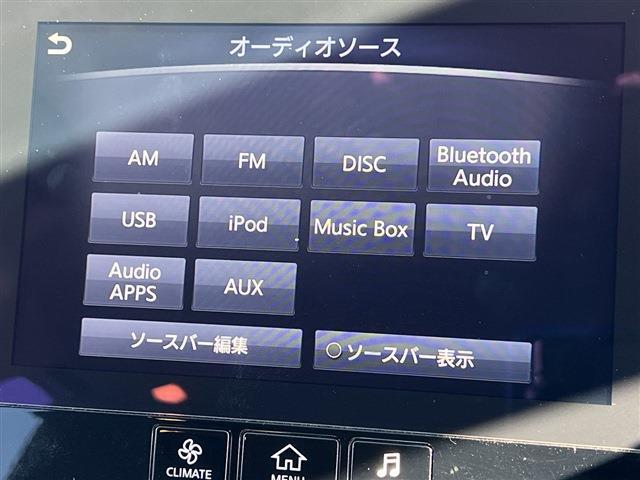 オーディオソース
AM
FM
DISC
Bluetooth
Audio
USB
iPod
Music Box
TV
Audio
APPS
AUX
ソースバー編集
ソースバー表示
CLIMATE
MENU